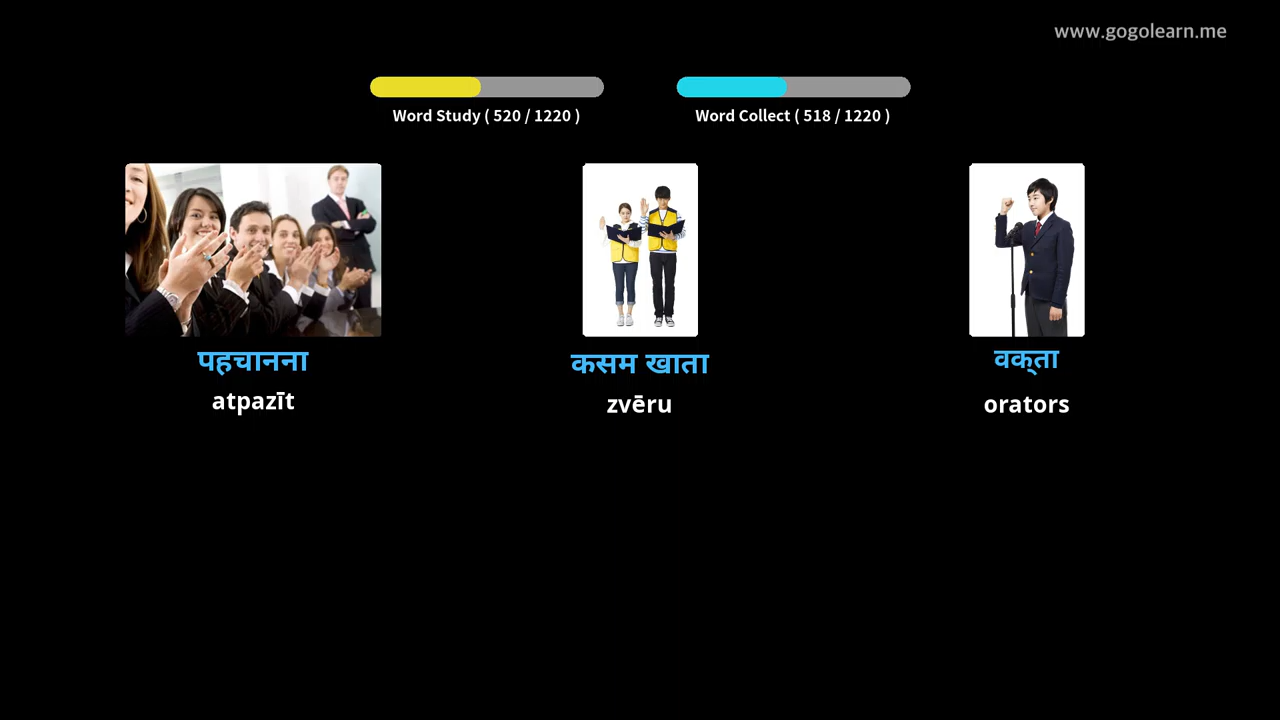 www.gogolearn.me
Word Study ( 520 / 1220 )
Word Collect ( 518 / 1220 )
पहचानना
कसम खाता
वक्‌ता
atpazīt
zvēru
orators